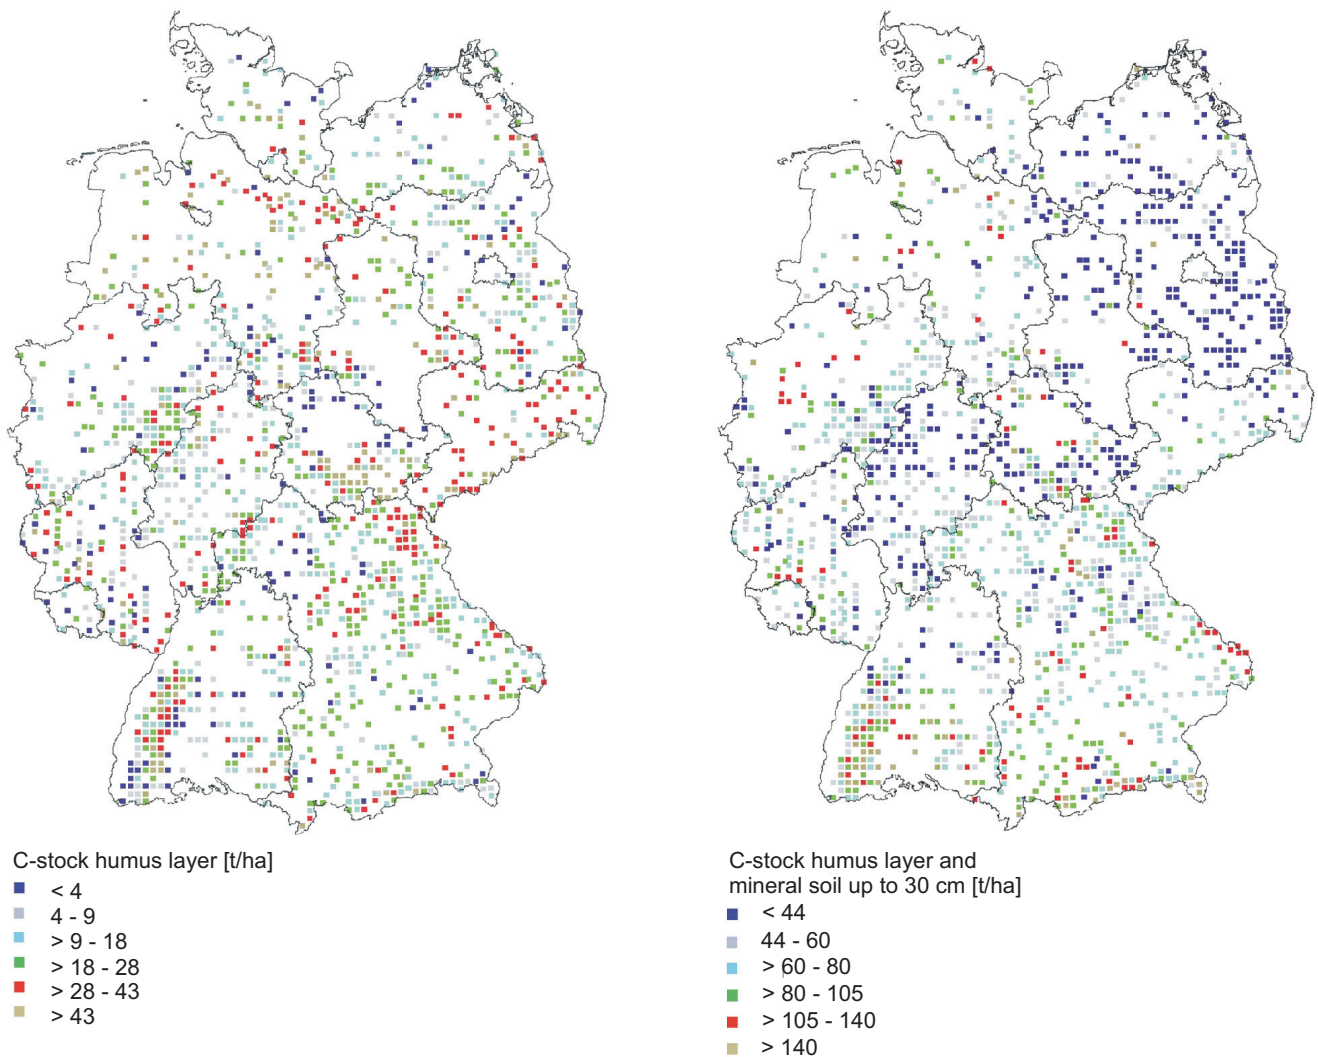 C-stock humus layer [t/ha]
< 4
4 - 9
> 9 - 18
> 18 - 28
> 28 - 43
> 43
C-stock humus layer and
mineral soil up to 30 cm [t/ha]
< 44
44 - 60
> 60 - 80
> 80 - 105
> 105 - 140
> 140